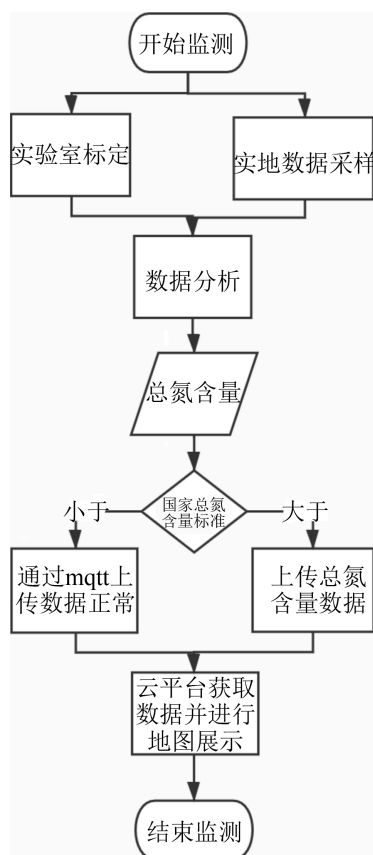 开始监测
实验室标定
实地数据采样
数据分析
总氮含量
国家总氮
含量标准
小于
大于
通过mqtt上
传数据正常
上传总氮
含量数据
云平台获取
数据并进行
地图展示
结束监测